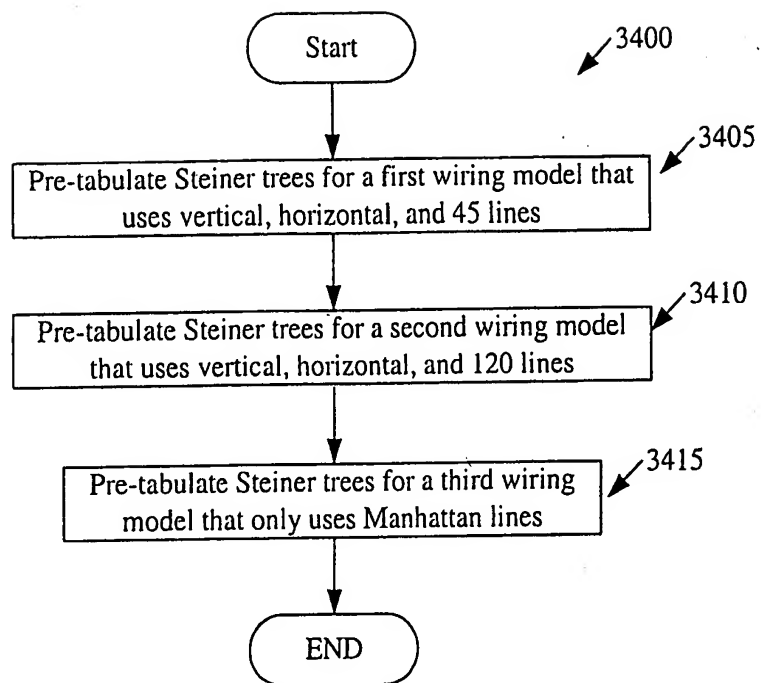 Start
3400
3405
Pre-tabulate Steiner trees for a first wiring model that
uses vertical, horizontal, and 45 lines
3410
Pre-tabulate Steiner trees for a second wiring model
that uses vertical, horizontal, and 120 lines
3415
Pre-tabulate Steiner trees for a third wiring
model that only uses Manhattan lines
END